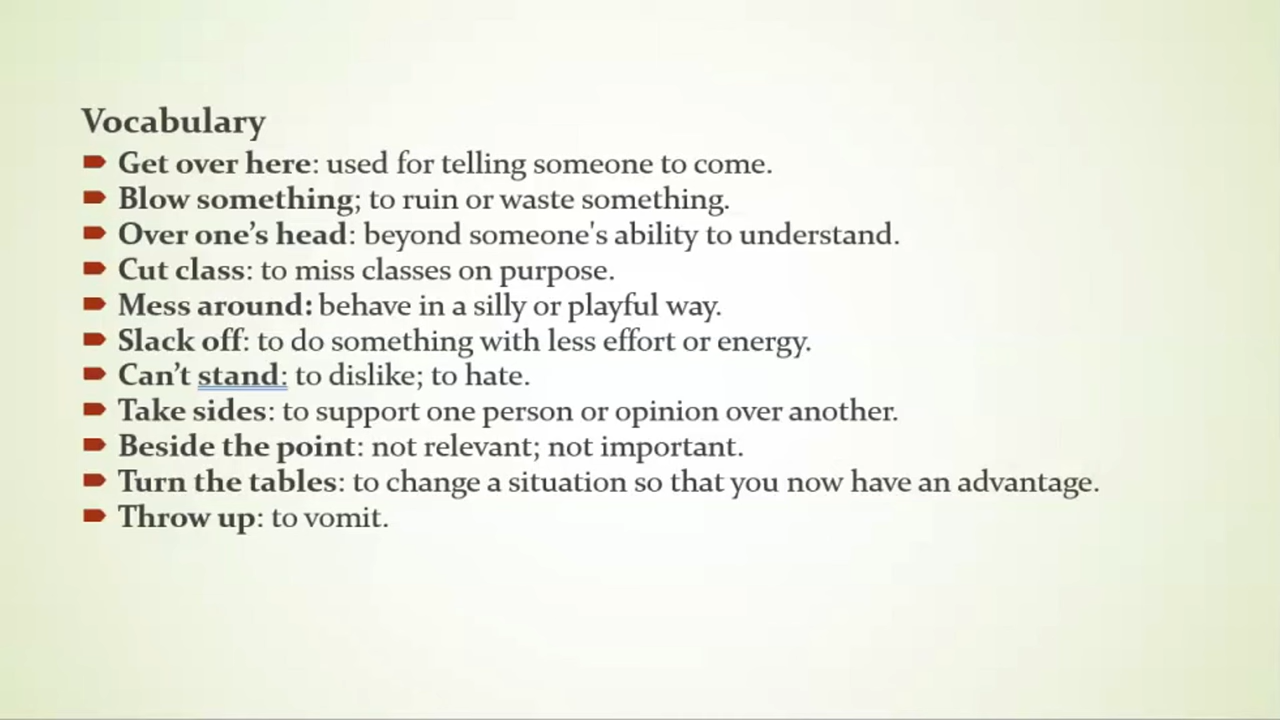 Vocabulary
Get over here: used for telling someone to come.
Blow something; to ruin or waste something.
Over one’s head: beyond someone's ability to understand.
Cut class: to miss classes on purpose.
Mess around: behave in a silly or playful way.
Slack off: to do something with less effort or energy.
Can’t stand: to dislike; to hate.
Take sides: to support one person or opinion over another.
Beside the point: not relevant; not important.
Turn the tables: to change a situation so that you now have an advantage.
Throw up: to vomit.